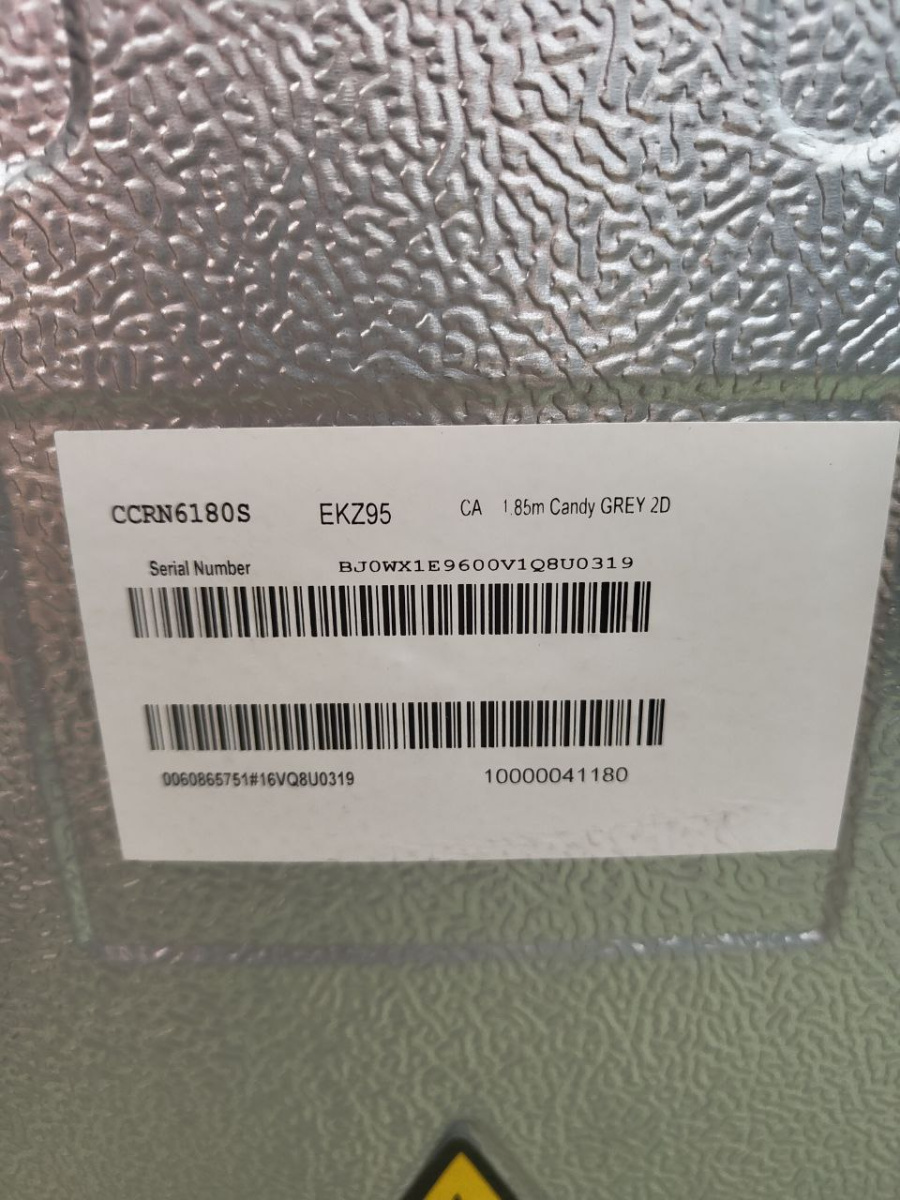 CCRN6180S EKZ95 CA 1.85m Candy GREY 2D
Serial Number BJ0WX1E9600V1Q8U0319
0060865751#16VQ8U0319 10000041180